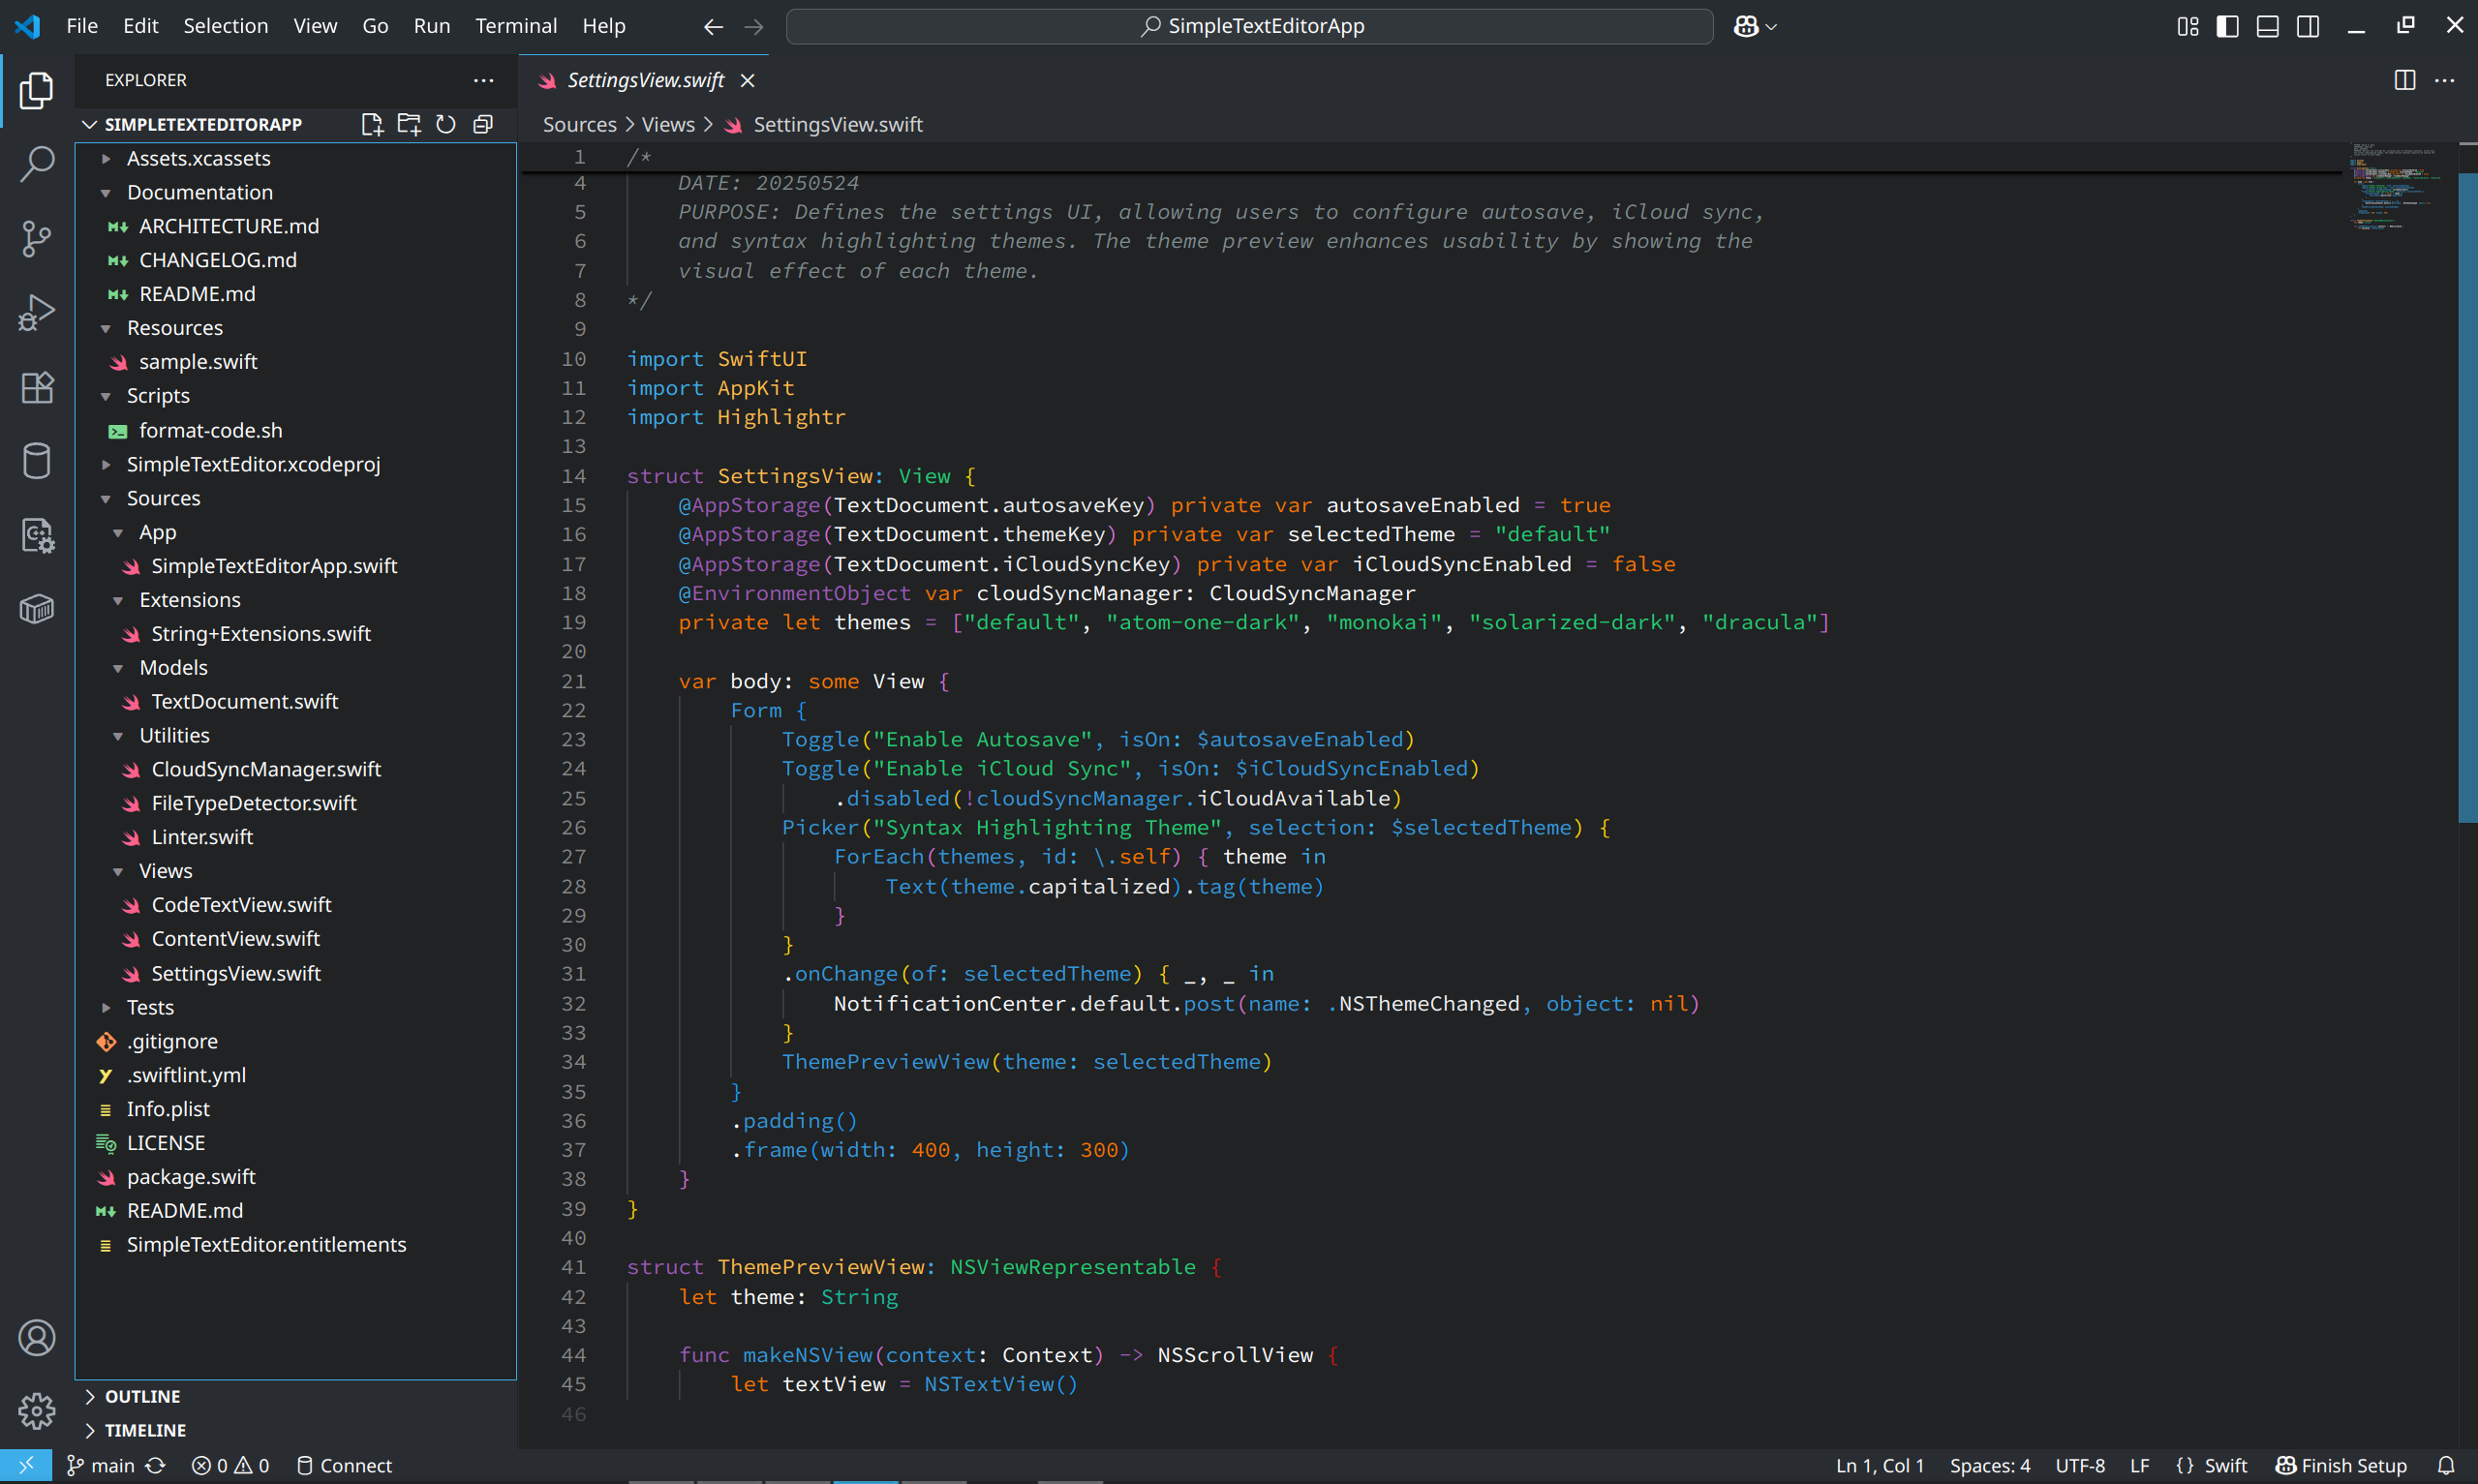 File Edit Selection View Go Run Terminal Help
SimpleTextEditorApp
EXPLORER
SIMPLETEXTEDITORAPP
Assets.xcassets
Documentation
ARCHITECTURE.md
CHANGELOG.md
README.md
Resources
sample.swift
Scripts
format-code.sh
SimpleTextEditor.xcodeproj
Sources
App
SimpleTextEditorApp.swift
Extensions
String+Extensions.swift
Models
TextDocument.swift
Utilities
CloudSyncManager.swift
FileTypeDetector.swift
Linter.swift
Views
CodeTextView.swift
ContentView.swift
SettingsView.swift
Tests
.gitignore
.swiftlint.yml
Info.plist
LICENSE
package.swift
README.md
SimpleTextEditor.entitlements
OUTLINE
TIMELINE
SettingsView.swift
Sources > Views > SettingsView.swift
1 /*
4 DATE: 20250524
5 PURPOSE: Defines the settings UI, allowing users to configure autosave, iCloud sync,
6 and syntax highlighting themes. The theme preview enhances usability by showing the
7 visual effect of each theme.
8 */
9
10 import SwiftUI
11 import AppKit
12 import Highlightr
13
14 struct SettingsView: View {
15 @AppStorage(TextDocument.autosaveKey) private var autosaveEnabled = true
16 @AppStorage(TextDocument.themeKey) private var selectedTheme = "default"
17 @AppStorage(TextDocument.iCloudSyncKey) private var iCloudSyncEnabled = false
18 @EnvironmentObject var cloudSyncManager: CloudSyncManager
19 private let themes = ["default", "atom-one-dark", "monokai", "solarized-dark", "dracula"]
20
21 var body: some View {
22 Form {
23 Toggle("Enable Autosave", isOn: $autosaveEnabled)
24 Toggle("Enable iCloud Sync", isOn: $iCloudSyncEnabled)
25 .disabled(!cloudSyncManager.iCloudAvailable)
26 Picker("Syntax Highlighting Theme", selection: $selectedTheme) {
27 ForEach(themes, id: \.self) { theme in
28 Text(theme.capitalized).tag(theme)
29 }
30 }
31 .onChange(of: selectedTheme) { _, _ in
32 NotificationCenter.default.post(name: .NSThemeChanged, object: nil)
33 }
34 ThemePreviewView(theme: selectedTheme)
35 }
36 .padding()
37 .frame(width: 400, height: 300)
38 }
39 }
40
41 struct ThemePreviewView: NSViewRepresentable {
42 let theme: String
43
44 func makeNSView(context: Context) -> NSScrollView {
45 let textView = NSTextView()
46
main 0 0 Connect Ln 1, Col 1 Spaces: 4 UTF-8 LF {} Swift Finish Setup